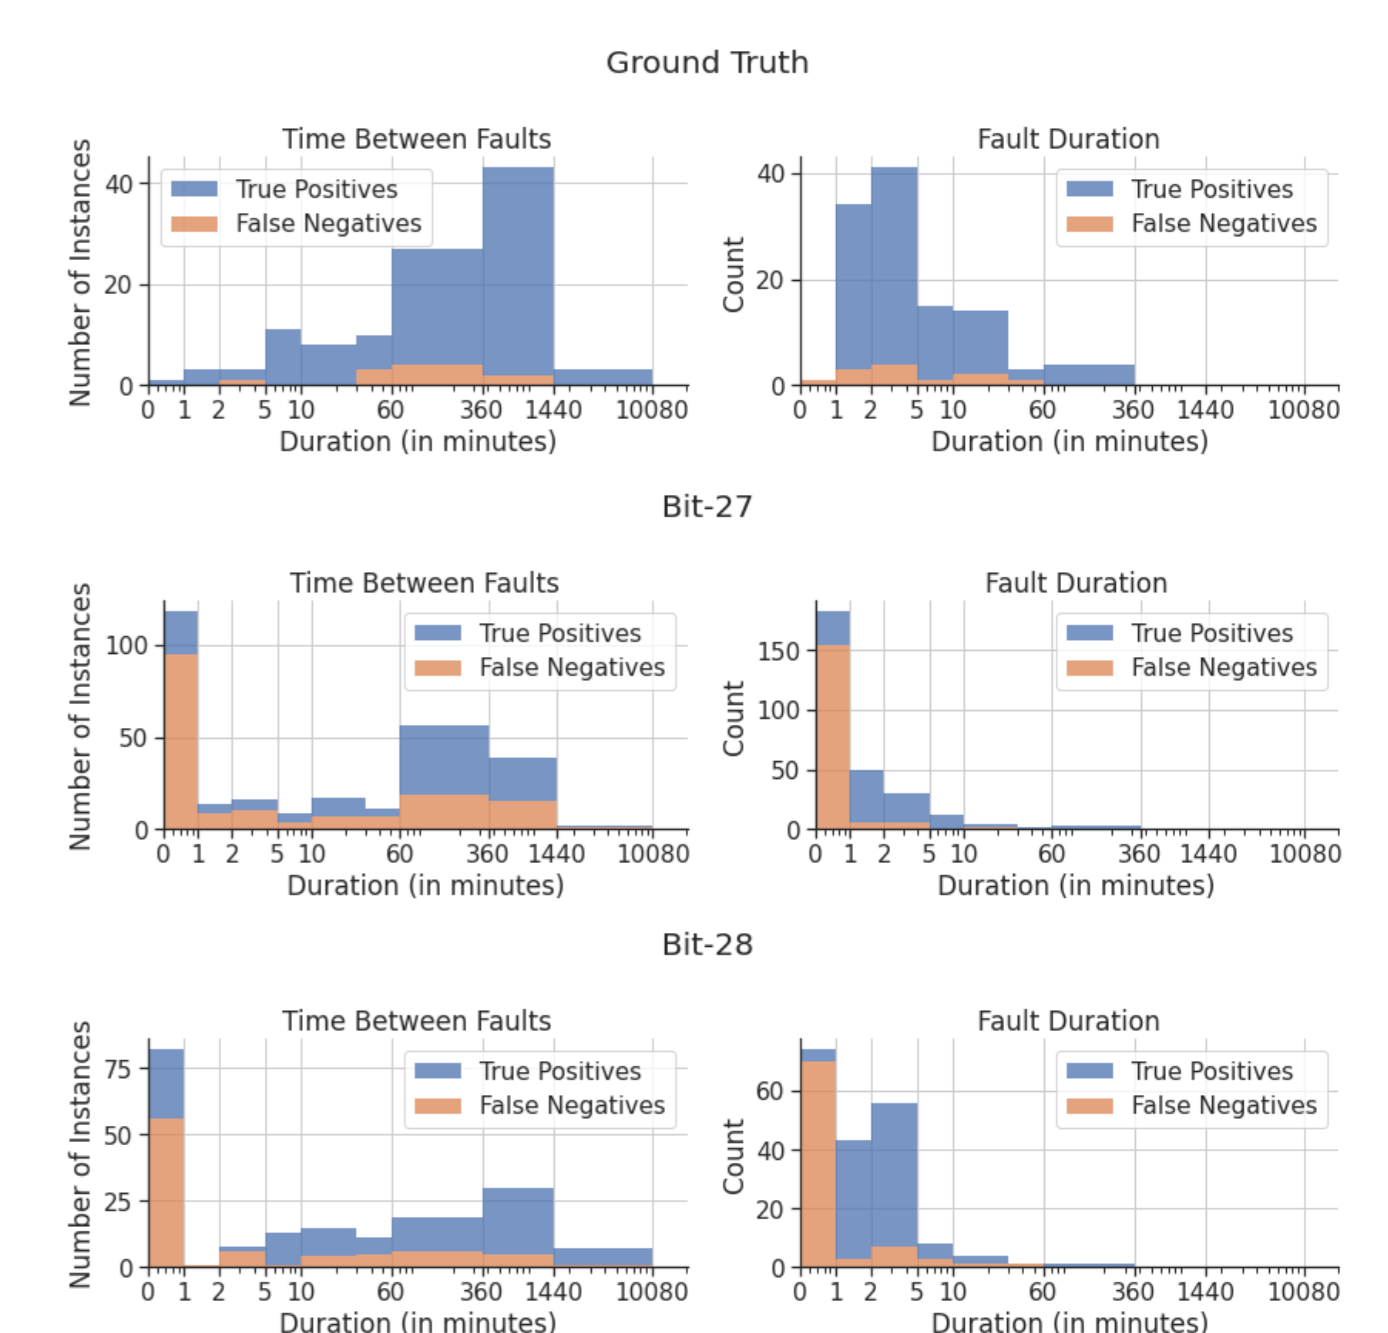 Ground Truth
Time Between Faults
Number of Instances
40
20
0
True Positives
False Negatives
0 1 2 5 10 60 360 1440 10080
Duration (in minutes)
Fault Duration
Count
40
20
0
True Positives
False Negatives
0 1 2 5 10 60 360 1440 10080
Duration (in minutes)
Bit-27
Time Between Faults
Number of Instances
100
50
0
True Positives
False Negatives
0 1 2 5 10 60 360 1440 10080
Duration (in minutes)
Fault Duration
Count
150
100
50
0
True Positives
False Negatives
0 1 2 5 10 60 360 1440 10080
Duration (in minutes)
Bit-28
Time Between Faults
Number of Instances
75
50
25
0
True Positives
False Negatives
0 1 2 5 10 60 360 1440 10080
Duration (in minutes)
Fault Duration
Count
60
40
20
0
True Positives
False Negatives
0 1 2 5 10 60 360 1440 10080
Duration (in minutes)